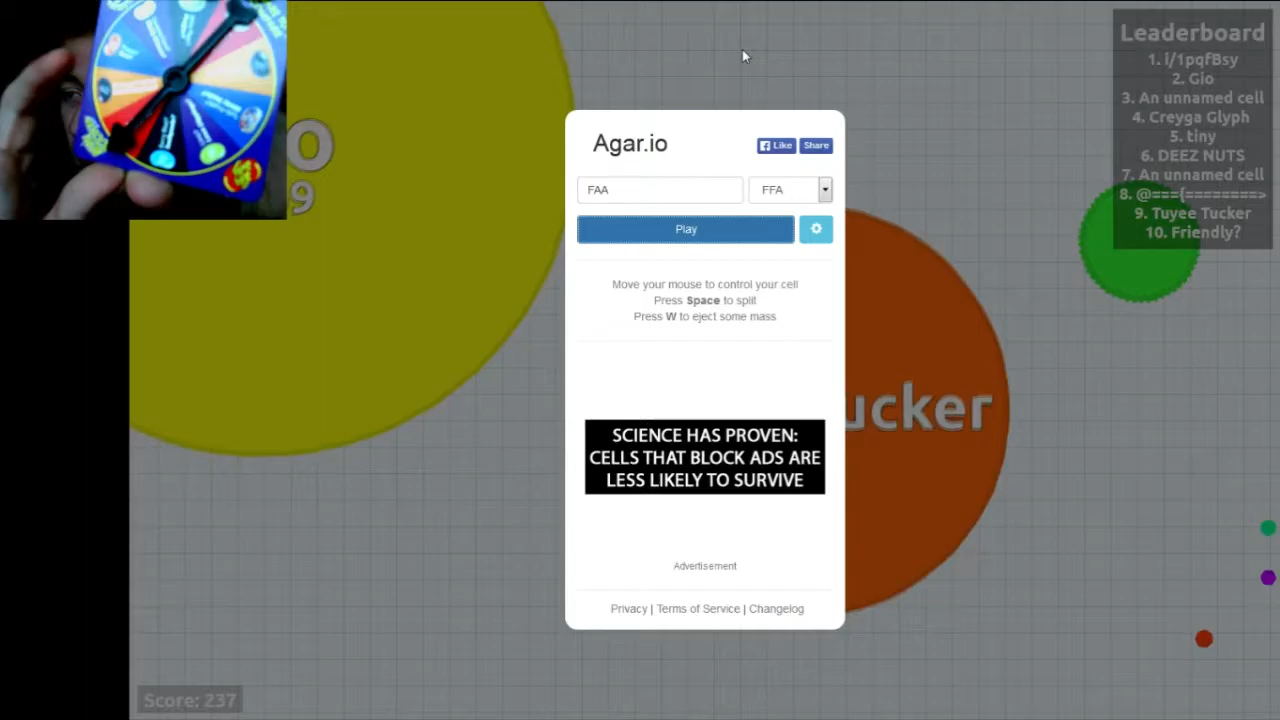 O
9
Agar.io
Like
Share
FAA
FFA
Play
Move your mouse to control your cell
Press Space to split
Press W to eject some mass
SCIENCE HAS PROVEN:
CELLS THAT BLOCK ADS ARE
LESS LIKELY TO SURVIVE
Advertisement
Privacy | Terms of Service | Changelog
ucker
Leaderboard
1. i/1pqfBsy
2. Gio
3. An unnamed cell
4. Creyga Glyph
5. tiny
6. DEEZ NUTS
7. An unnamed cell
8. @===(========>
9. Tuyee Tucker
10. Friendly?
Score: 237